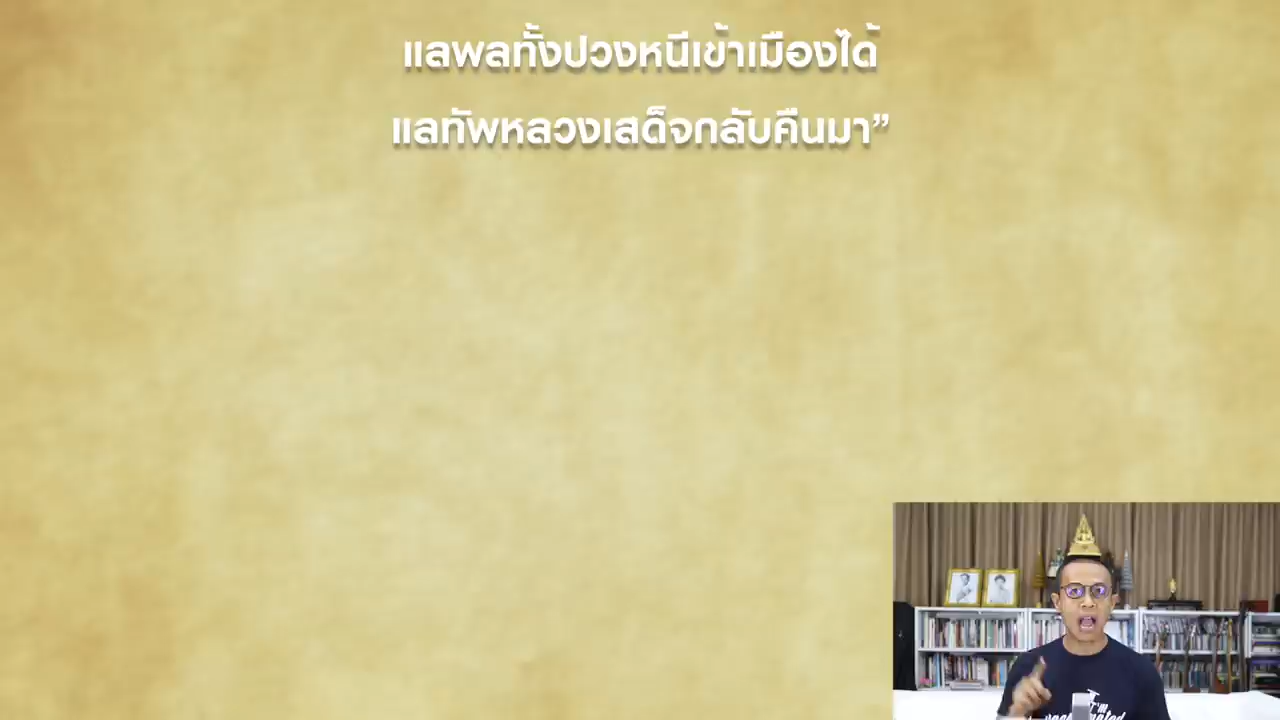 แลพลทั้งปวงหนีเข้าเมืองได้
แลทัพหลวงเสด็จกลับคืนมา”
I'M